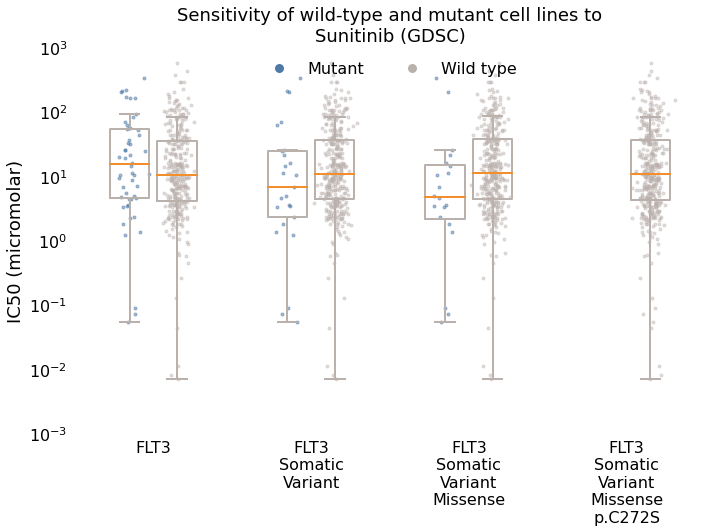 Sensitivity of wild-type and mutant cell lines to
Sunitinib (GDSC)
Mutant
Wild type
IC50 (micromolar)
10³
10²
10¹
10⁰
10⁻¹
10⁻²
10⁻³
FLT3
FLT3
Somatic
Variant
FLT3
Somatic
Variant
Missense
FLT3
Somatic
Variant
Missense
p.C272S